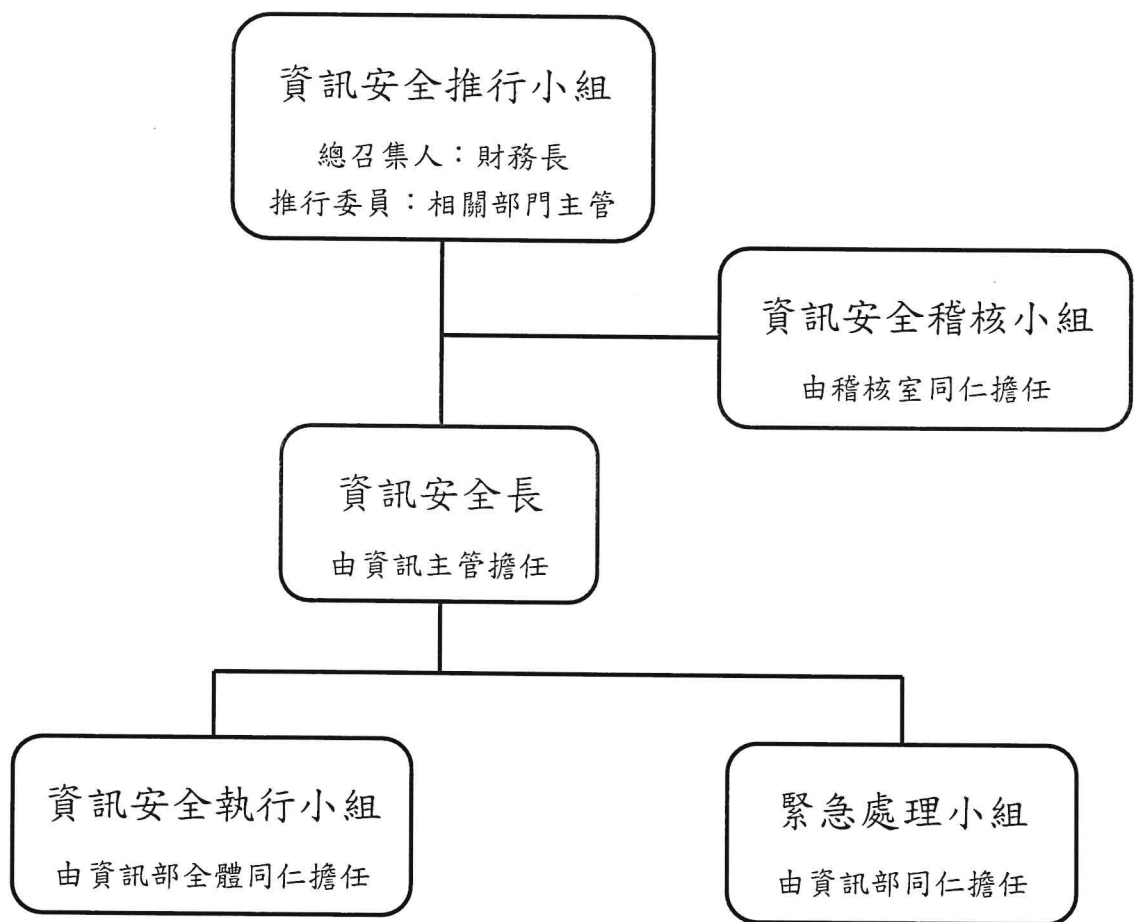 資訊安全推行小組
總召集人：財務長
推行委員：相關部門主管
資訊安全稽核小組
由稽核室同仁擔任
資訊安全長
由資訊主管擔任
資訊安全執行小組
由資訊部全體同仁擔任
緊急處理小組
由資訊部同仁擔任